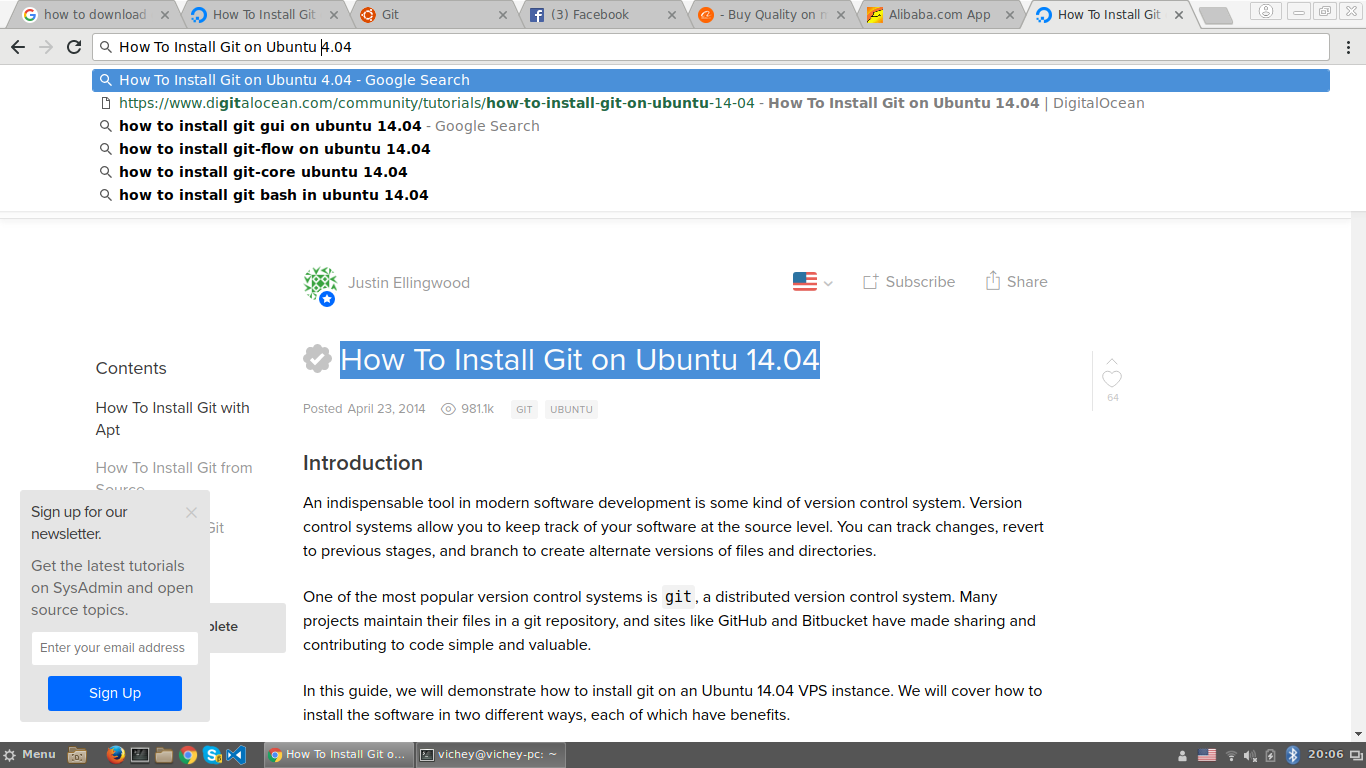 how to download
How To Install Git
Git
(3) Facebook
- Buy Quality on
Alibaba.com App
How To Install Git
How To Install Git on Ubuntu 4.04
How To Install Git on Ubuntu 4.04 - Google Search
https://www.digitalocean.com/community/tutorials/how-to-install-git-on-ubuntu-14-04 - How To Install Git on Ubuntu 14.04 | DigitalOcean
how to install git gui on ubuntu 14.04 - Google Search
how to install git-flow on ubuntu 14.04
how to install git-core ubuntu 14.04
how to install git bash in ubuntu 14.04
Justin Ellingwood
Subscribe
Share
How To Install Git on Ubuntu 14.04
Posted April 23, 2014 981.1k GIT UBUNTU
64
Contents
How To Install Git with
Apt
How To Install Git from
Source
Git
plete
Introduction
An indispensable tool in modern software development is some kind of version control system. Version
control systems allow you to keep track of your software at the source level. You can track changes, revert
to previous stages, and branch to create alternate versions of files and directories.
One of the most popular version control systems is git, a distributed version control system. Many
projects maintain their files in a git repository, and sites like GitHub and Bitbucket have made sharing and
contributing to code simple and valuable.
In this guide, we will demonstrate how to install git on an Ubuntu 14.04 VPS instance. We will cover how to
install the software in two different ways, each of which have benefits.
Sign up for our
newsletter.
Get the latest tutorials
on SysAdmin and open
source topics.
Enter your email address
Sign Up
Menu
How To Install Git o...
vichey@vichey-pc: ~
20:06